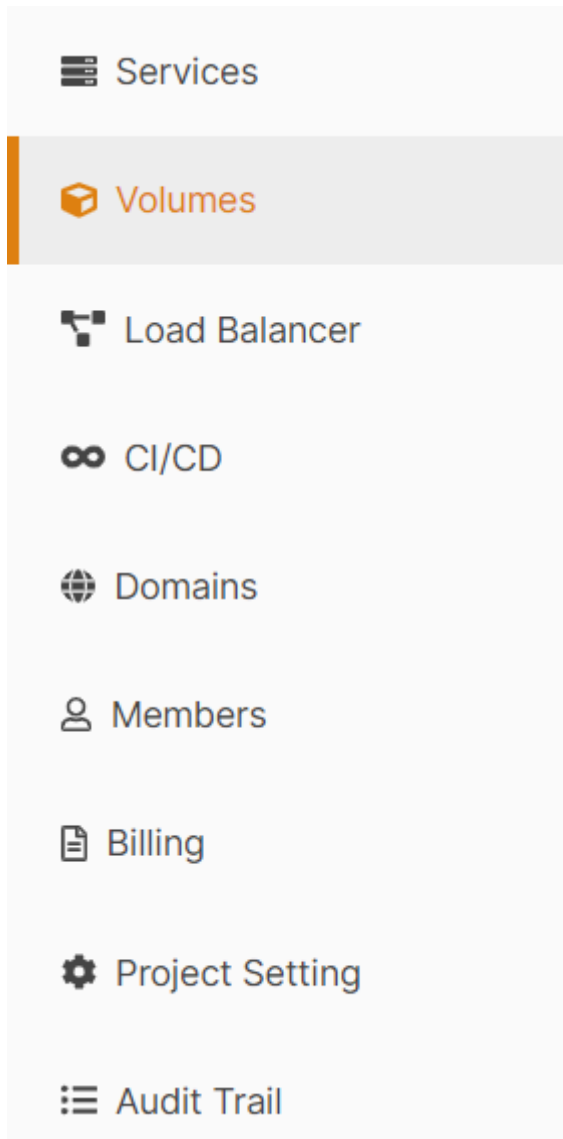 Services
Volumes
Load Balancer
CI/CD
Domains
Members
Billing
Project Setting
Audit Trail